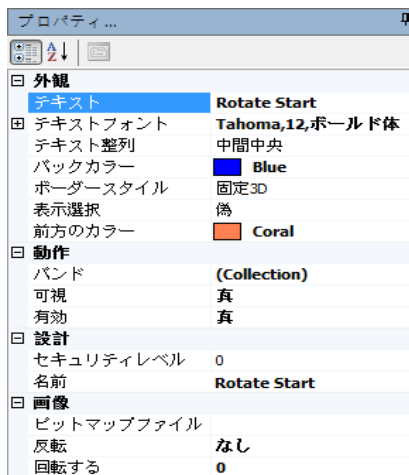 プロパティ...
外観
テキスト Rotate Start
テキストフォント Tahoma,12,ボールド体
テキスト整列 中間中央
バックカラー Blue
ボーダースタイル 固定3D
表示選択 偽
前方のカラー Coral
動作
バンド (Collection)
可視 真
有効 真
設計
セキュリティレベル 0
名前 Rotate Start
画像
ビットマップファイル
反転 なし
回転する 0